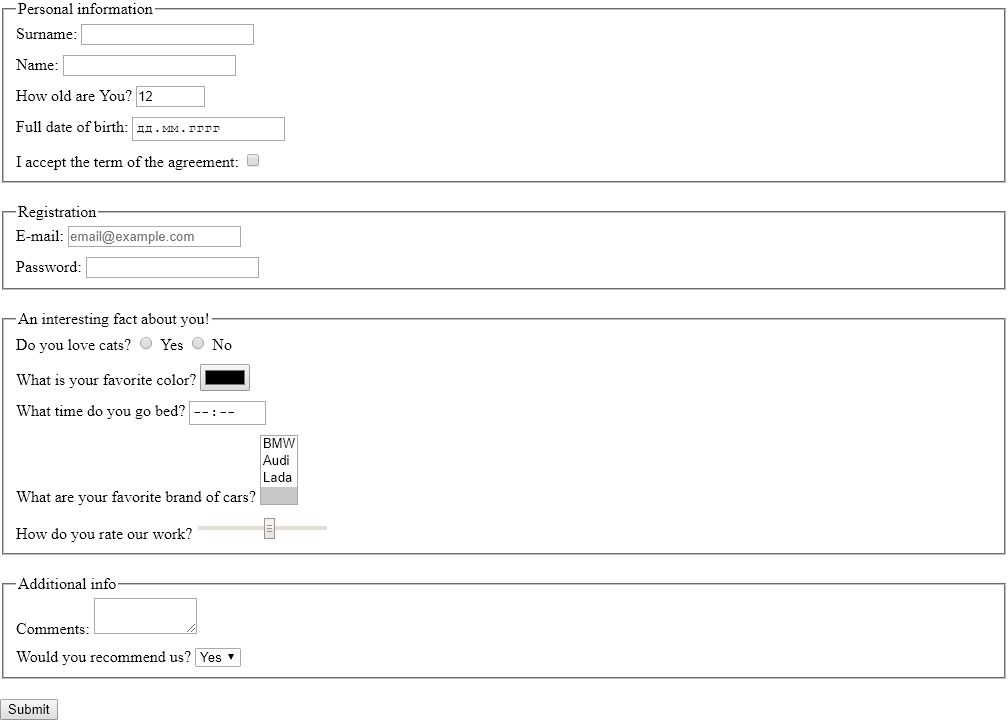 Personal information
Surname:
Name:
How old are You? 12
Full date of birth: дд.мм.гггг
I accept the term of the agreement:
Registration
E-mail: email@example.com
Password:
An interesting fact about you!
Do you love cats? Yes No
What is your favorite color?
What time do you go bed? --:--
BMW
Audi
Lada
What are your favorite brand of cars?
How do you rate our work?
Additional info
Comments:
Would you recommend us? Yes
Submit